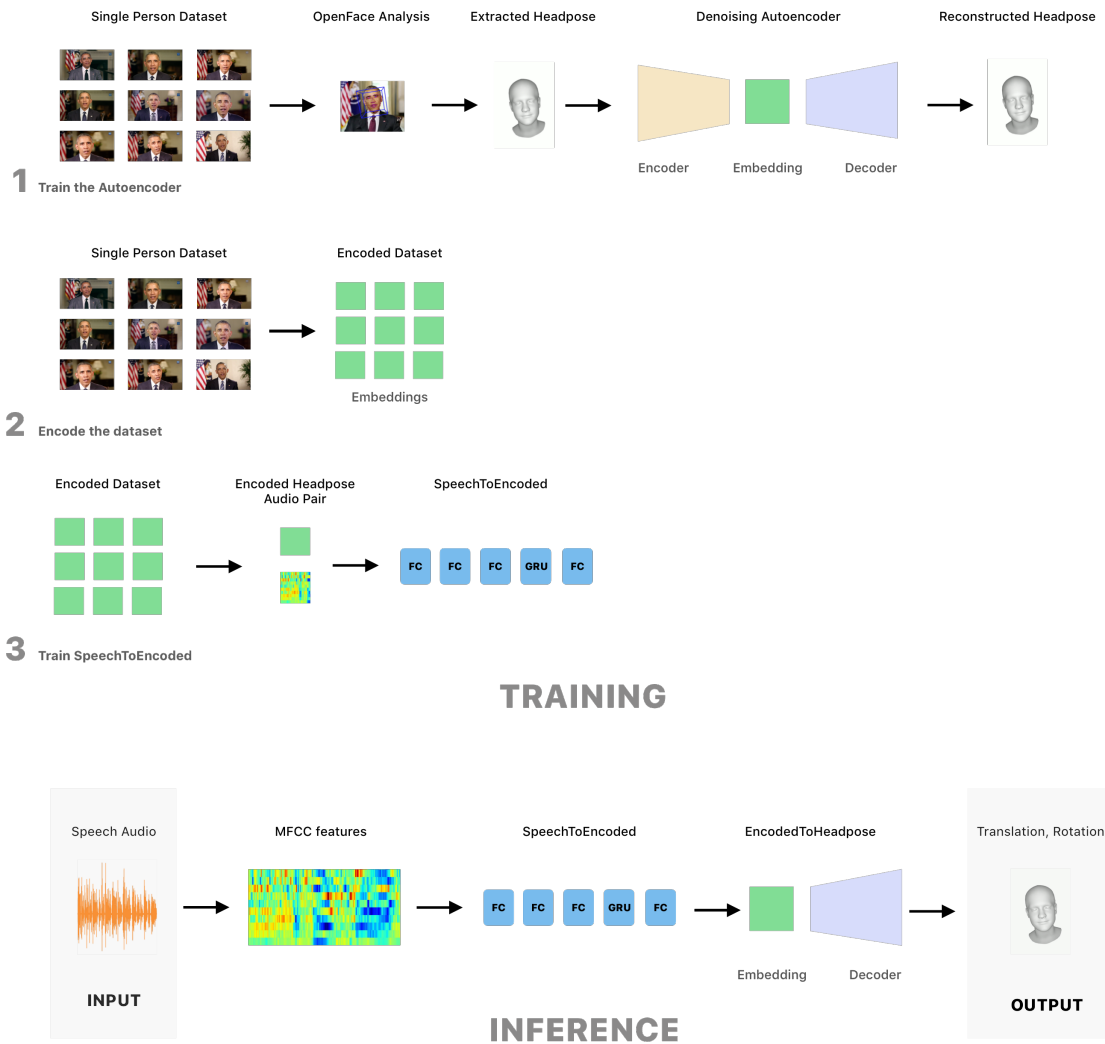 Single Person Dataset
OpenFace Analysis
Extracted Headpose
Denoising Autoencoder
Reconstructed Headpose
Encoder
Embedding
Decoder
1 Train the Autoencoder
Single Person Dataset
Encoded Dataset
Embeddings
2 Encode the dataset
Encoded Dataset
Encoded Headpose
Audio Pair
SpeechToEncoded
FC
FC
FC
GRU
FC
3 Train SpeechToEncoded
TRAINING
Speech Audio
MFCC features
SpeechToEncoded
EncodedToHeadpose
Translation, Rotation
FC
FC
FC
GRU
FC
Embedding
Decoder
INPUT
OUTPUT
INFERENCE